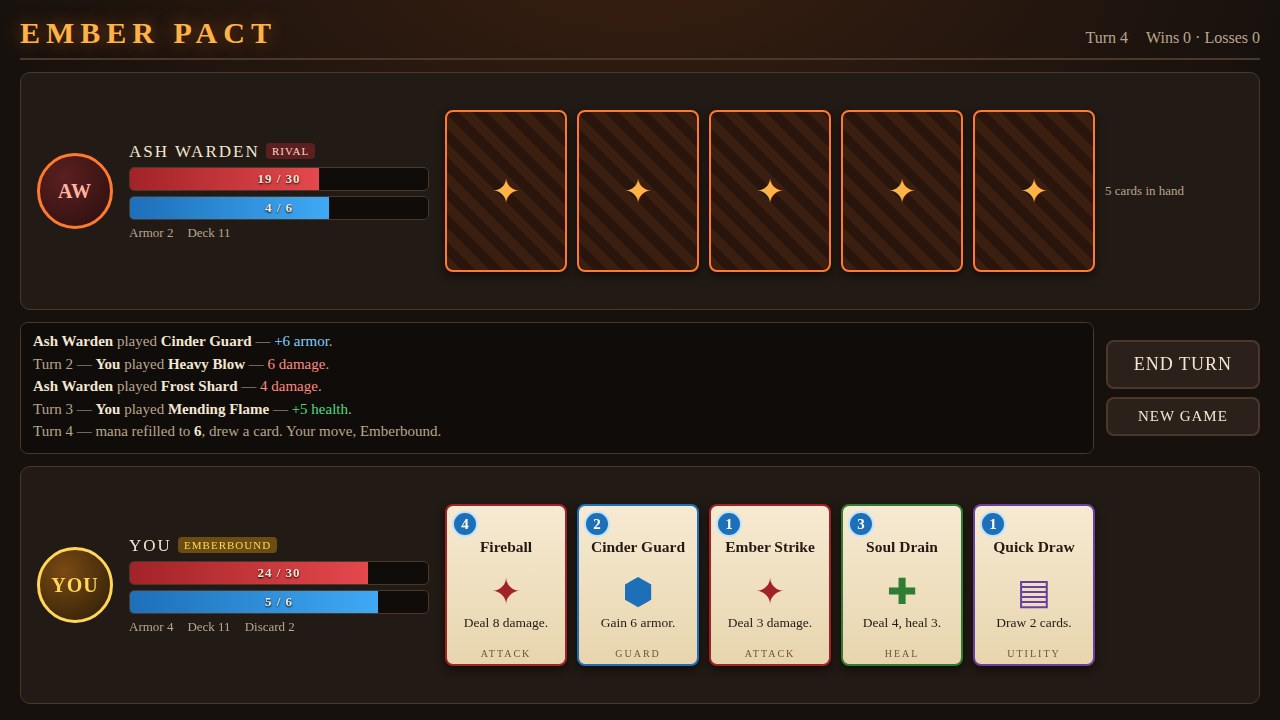 EMBER PACT
Turn 4 Wins 0 · Losses 0
AW
ASH WARDEN RIVAL
19 / 30
4 / 6
Armor 2 Deck 11
5 cards in hand
Ash Warden played Cinder Guard — +6 armor.
Turn 2 — You played Heavy Blow — 6 damage.
Ash Warden played Frost Shard — 4 damage.
Turn 3 — You played Mending Flame — +5 health.
Turn 4 — mana refilled to 6, drew a card. Your move, Emberbound.
END TURN
NEW GAME
YOU
YOU EMBERBOUND
24 / 30
5 / 6
Armor 4 Deck 11 Discard 2
4
Fireball
Deal 8 damage.
ATTACK
2
Cinder Guard
Gain 6 armor.
GUARD
1
Ember Strike
Deal 3 damage.
ATTACK
3
Soul Drain
Deal 4, heal 3.
HEAL
1
Quick Draw
Draw 2 cards.
UTILITY